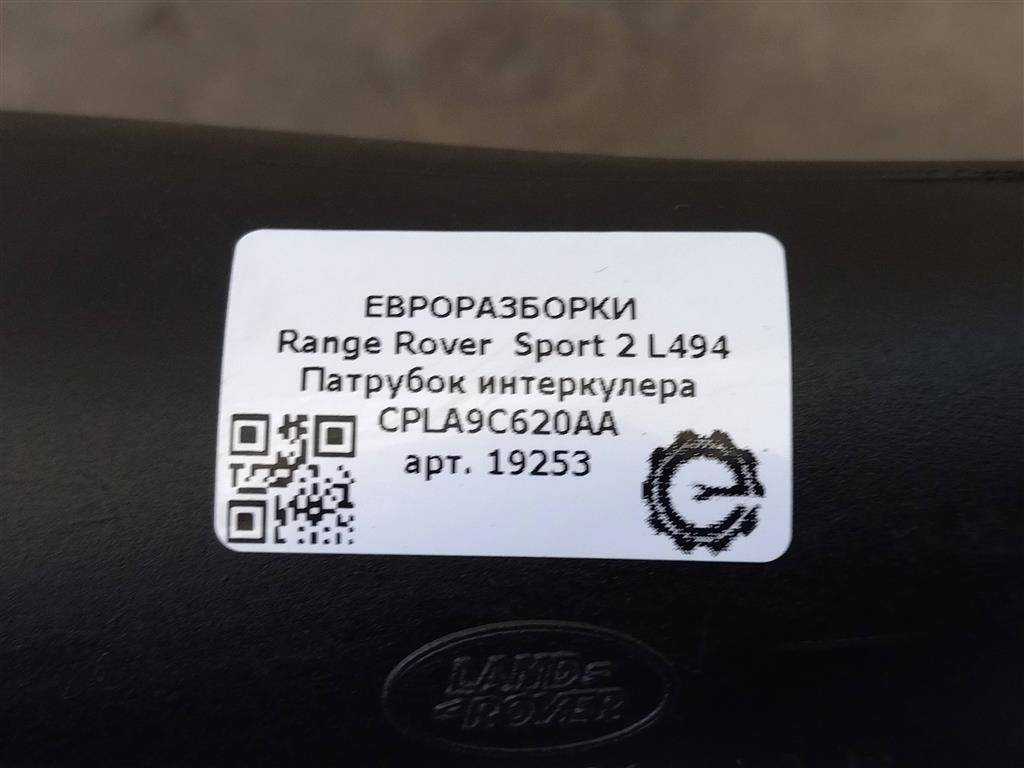 ЕВРОРАЗБОРКИ
Range Rover Sport 2 L494
Патрубок интеркулера
CPLA9C620AA
арт. 19253
LAND
ROVER